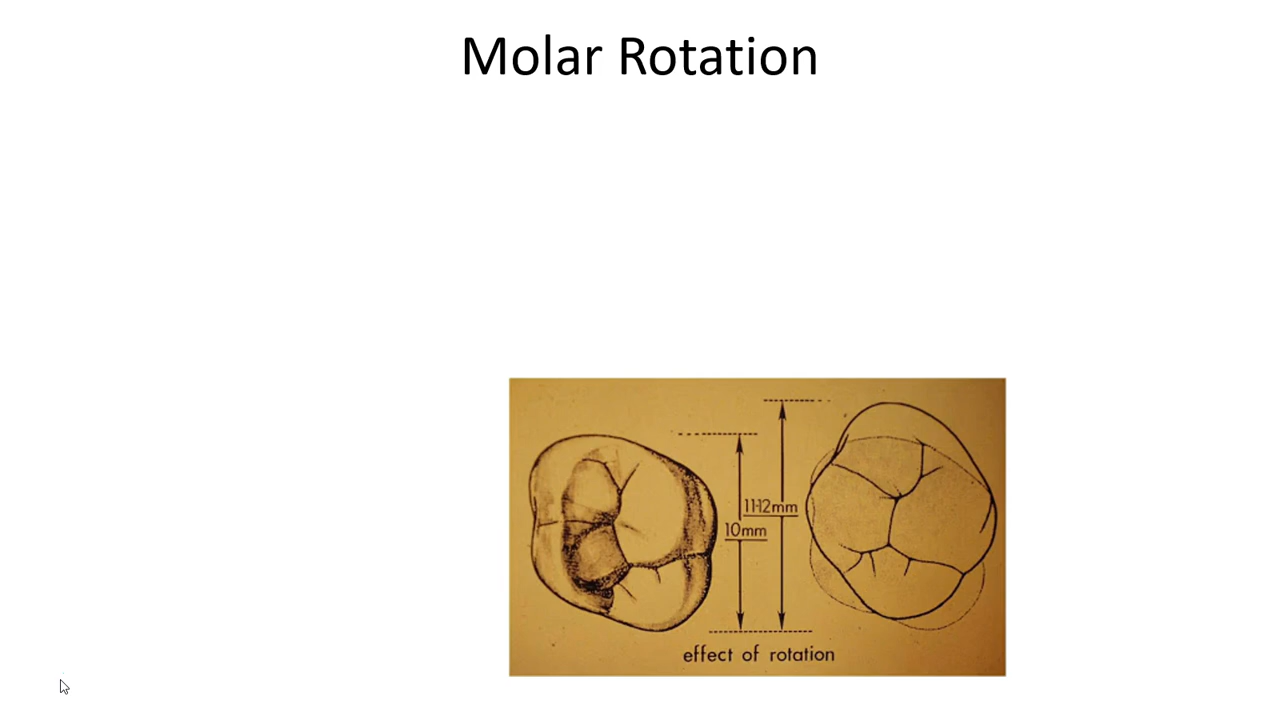 Molar Rotation
11-12mm
10mm
effect of rotation